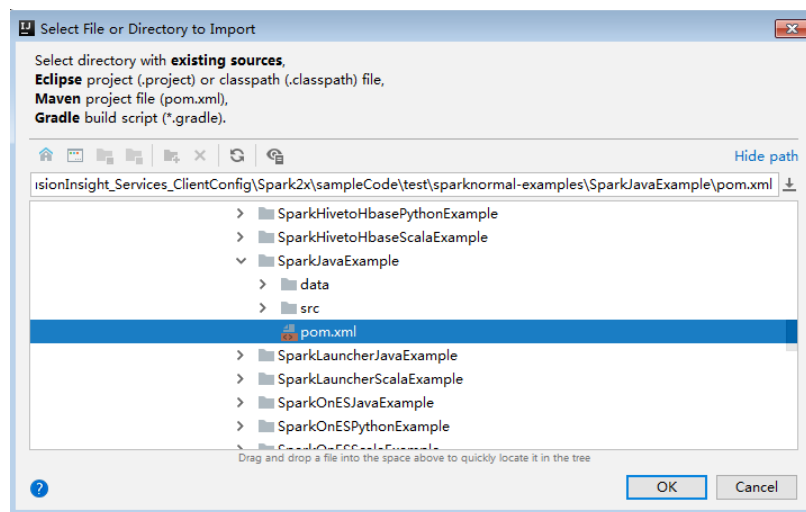 Select File or Directory to Import
Select directory with existing sources,
Eclipse project (.project) or classpath (.classpath) file,
Maven project file (pom.xml),
Gradle build script (*.gradle).
Hide path
ısionInsight_Services_ClientConfig\Spark2x\sampleCode\test\sparknormal-examples\SparkJavaExample\pom.xml
SparkHivetoHbasePythonExample
SparkHivetoHbaseScalaExample
SparkJavaExample
data
src
pom.xml
SparkLauncherJavaExample
SparkLauncherScalaExample
SparkOnESJavaExample
SparkOnESPythonExample
SparkOnESScalaExample
Drag and drop a file into the space above to quickly locate it in the tree
?
OK
Cancel